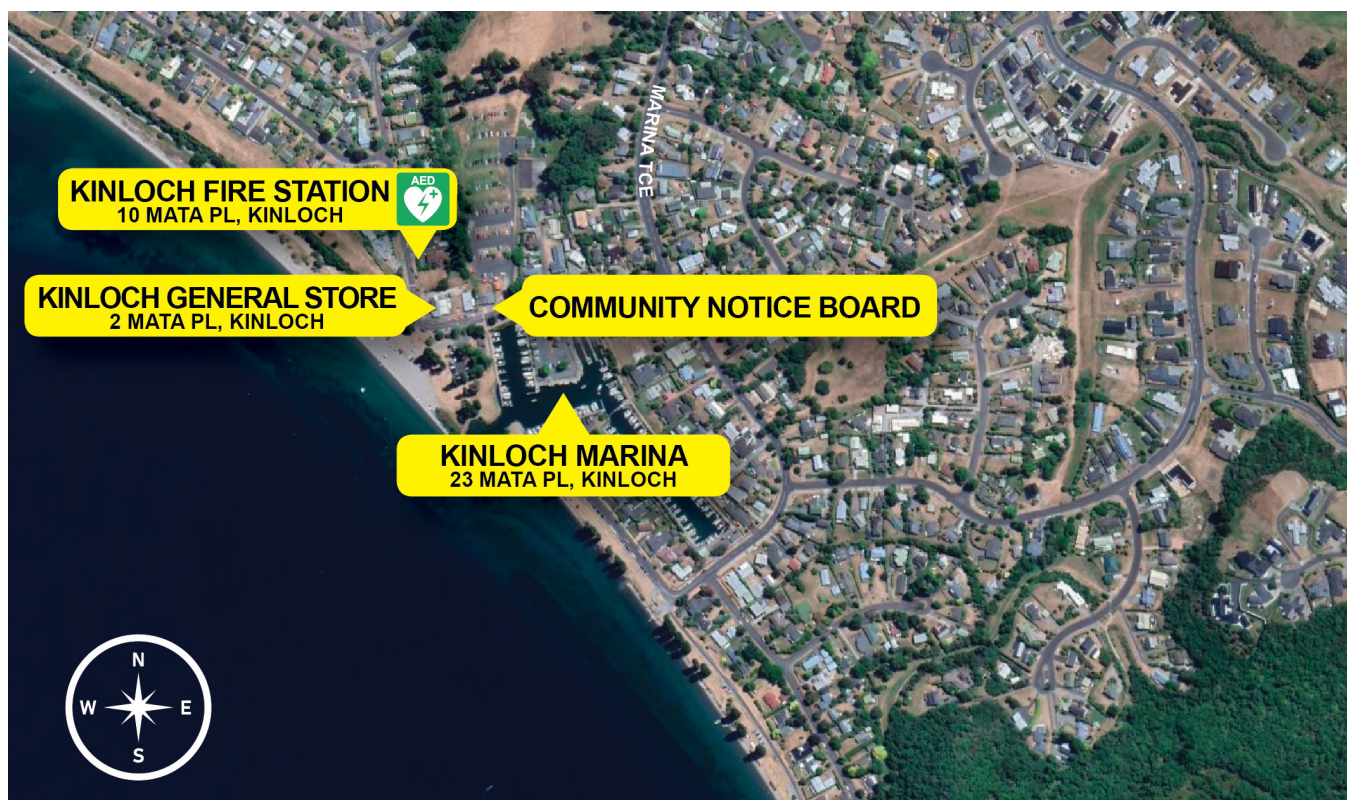 MARINA TCE
KINLOCH FIRE STATION
10 MATA PL, KINLOCH
AED
KINLOCH GENERAL STORE
2 MATA PL, KINLOCH
COMMUNITY NOTICE BOARD
KINLOCH MARINA
23 MATA PL, KINLOCH
N
W E
S